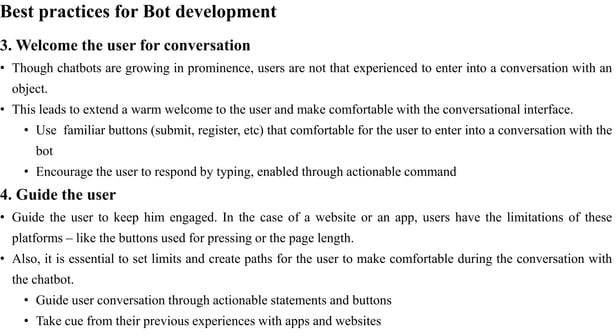 Best practices for Bot development
3. Welcome the user for conversation
• Though chatbots are growing in prominence, users are not that experienced to enter into a conversation with an
object.
• This leads to extend a warm welcome to the user and make comfortable with the conversational interface.
• Use  familiar buttons (submit, register, etc) that comfortable for the user to enter into a conversation with the
bot
• Encourage the user to respond by typing, enabled through actionable command
4. Guide the user
• Guide the user to keep him engaged. In the case of a website or an app, users have the limitations of these
platforms – like the buttons used for pressing or the page length.
• Also, it is essential to set limits and create paths for the user to make comfortable during the conversation with
the chatbot.
• Guide user conversation through actionable statements and buttons
• Take cue from their previous experiences with apps and websites